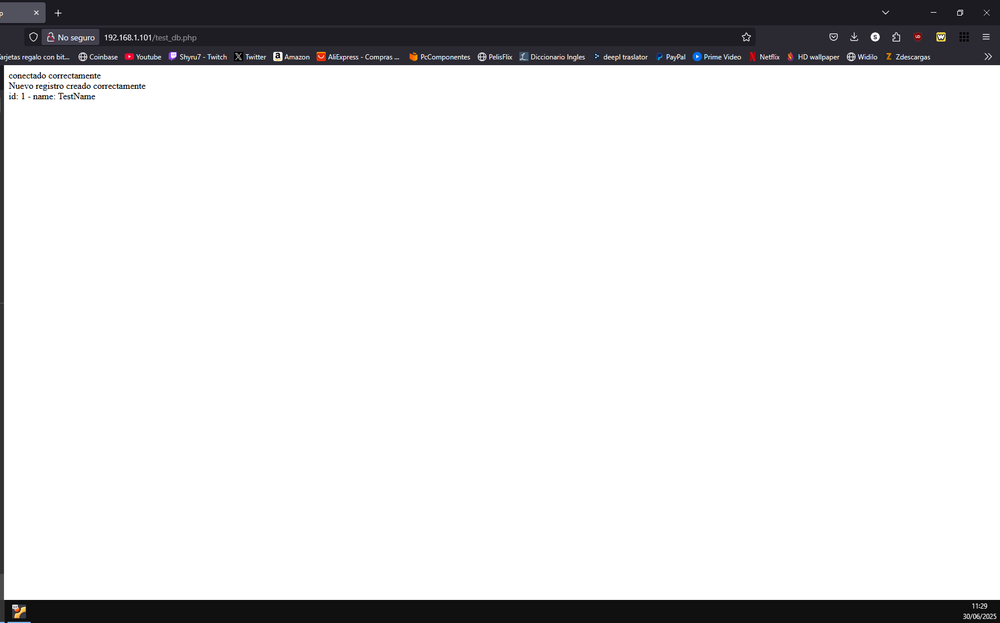 p
No seguro 192.168.1.101/test_db.php
arjetas regalo con bit... Coinbase Youtube Shyru7 - Twitch Twitter Amazon AliExpress - Compras ... PcComponentes PelisFlix Diccionario Ingles deepl traslator PayPal Prime Video Netflix HD wallpaper Widilo Zdescargas
conectado correctamente
Nuevo registro creado correctamente
id: 1 - name: TestName
11:29
30/06/2025